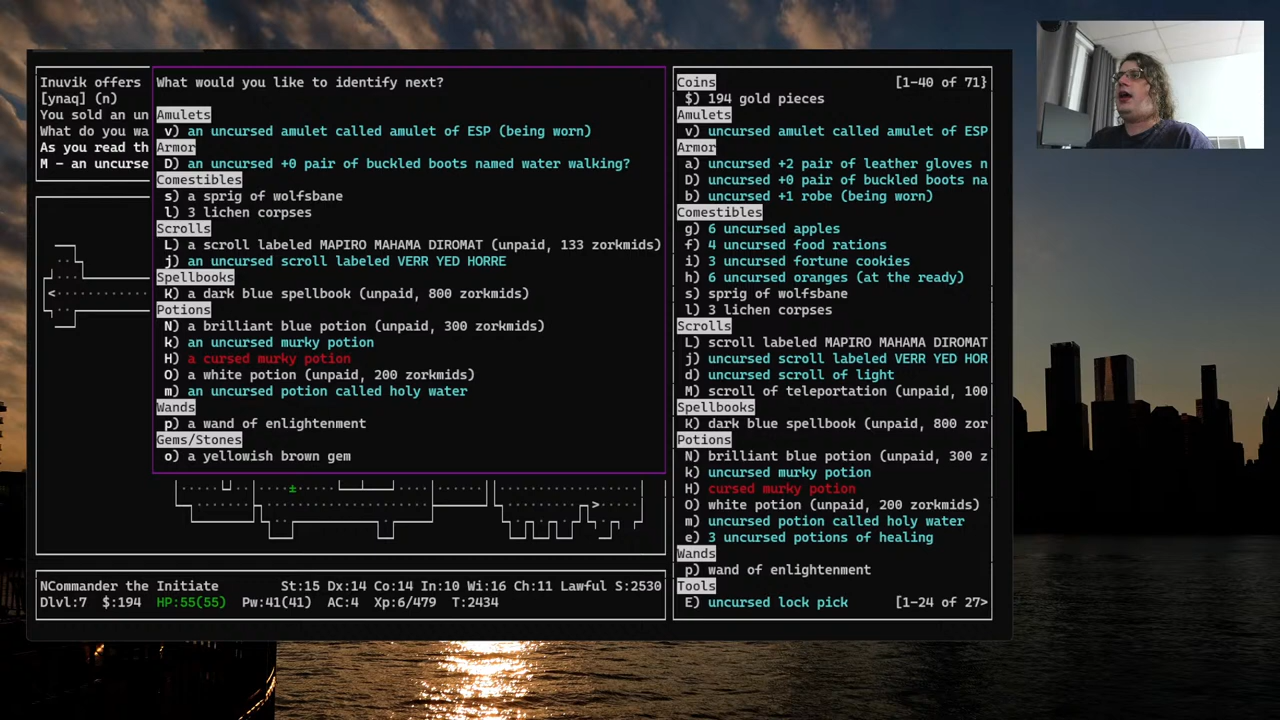 Inuvik offers
[ynaq] (n)
You sold an un
What do you wa
As you read th
M - an uncurse
What would you like to identify next?
Amulets
v) an uncursed amulet called amulet of ESP (being worn)
Armor
D) an uncursed +0 pair of buckled boots named water walking?
Comestibles
s) a sprig of wolfsbane
l) 3 lichen corpses
Scrolls
L) a scroll labeled MAPIRO MAHAMA DIROMAT (unpaid, 133 zorkmids)
j) an uncursed scroll labeled VERR YED HORRE
Spellbooks
K) a dark blue spellbook (unpaid, 800 zorkmids)
Potions
N) a brilliant blue potion (unpaid, 300 zorkmids)
k) an uncursed murky potion
H) a cursed murky potion
O) a white potion (unpaid, 200 zorkmids)
m) an uncursed potion called holy water
Wands
p) a wand of enlightenment
Gems/Stones
o) a yellowish brown gem
NCommander the Initiate St:15 Dx:14 Co:14 In:10 Wi:16 Ch:11 Lawful S:2530
Dlvl:7 $:194 HP:55(55) Pw:41(41) AC:4 Xp:6/479 T:2434
Coins [1-40 of 71}
$) 194 gold pieces
Amulets
v) uncursed amulet called amulet of ESP
Armor
a) uncursed +2 pair of leather gloves n
D) uncursed +0 pair of buckled boots na
b) uncursed +1 robe (being worn)
Comestibles
g) 6 uncursed apples
f) 4 uncursed food rations
i) 3 uncursed fortune cookies
h) 6 uncursed oranges (at the ready)
s) sprig of wolfsbane
l) 3 lichen corpses
Scrolls
L) scroll labeled MAPIRO MAHAMA DIROMAT
j) uncursed scroll labeled VERR YED HOR
d) uncursed scroll of light
M) scroll of teleportation (unpaid, 100
Spellbooks
K) dark blue spellbook (unpaid, 800 zor
Potions
N) brilliant blue potion (unpaid, 300 z
k) uncursed murky potion
H) cursed murky potion
O) white potion (unpaid, 200 zorkmids)
m) uncursed potion called holy water
e) 3 uncursed potions of healing
Wands
p) wand of enlightenment
Tools
E) uncursed lock pick [1-24 of 27>